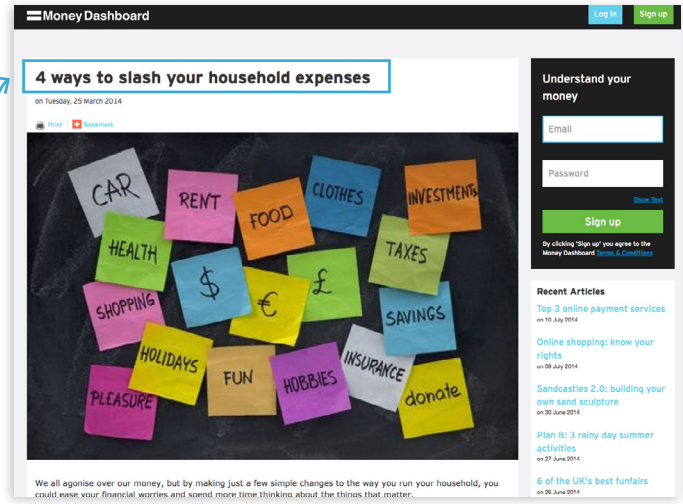 Money Dashboard
Log in
Sign up
4 ways to slash your household expenses
on Tuesday, 25 March 2014
Print
Bookmark
CAR
RENT
FOOD
CLOTHES
INVESTMENTS
HEALTH
$
€
£
TAXES
SHOPPING
SAVINGS
HOLIDAYS
FUN
HOBBIES
INSURANCE
PLEASURE
donate
We all agonise over our money, but by making just a few simple changes to the way you run your household, you
could ease your financial worries and spend more time thinking about the things that matter.
Understand your
money
Email
Password
Show Text
Sign up
By clicking 'Sign up' you agree to the
Money Dashboard Terms & Conditions
Recent Articles
Top 3 online payment services
on 10 July 2014
Online shopping: know your
rights
on 09 July 2014
Sandcastles 2.0: building your
own sand sculpture
on 30 June 2014
Plan B: 3 rainy day summer
activities
on 27 June 2014
6 of the UK's best funfairs
on 26 June 2014